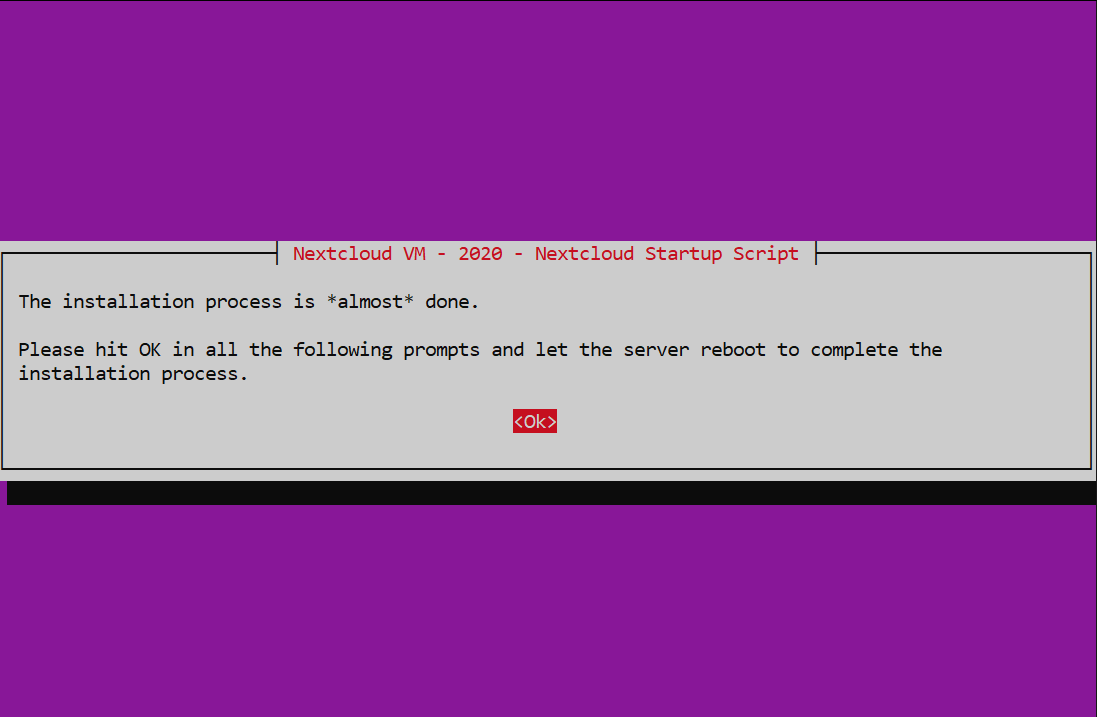 Nextcloud VM - 2020 - Nextcloud Startup Script
The installation process is *almost* done.
Please hit OK in all the following prompts and let the server reboot to complete the
installation process.
<Ok>